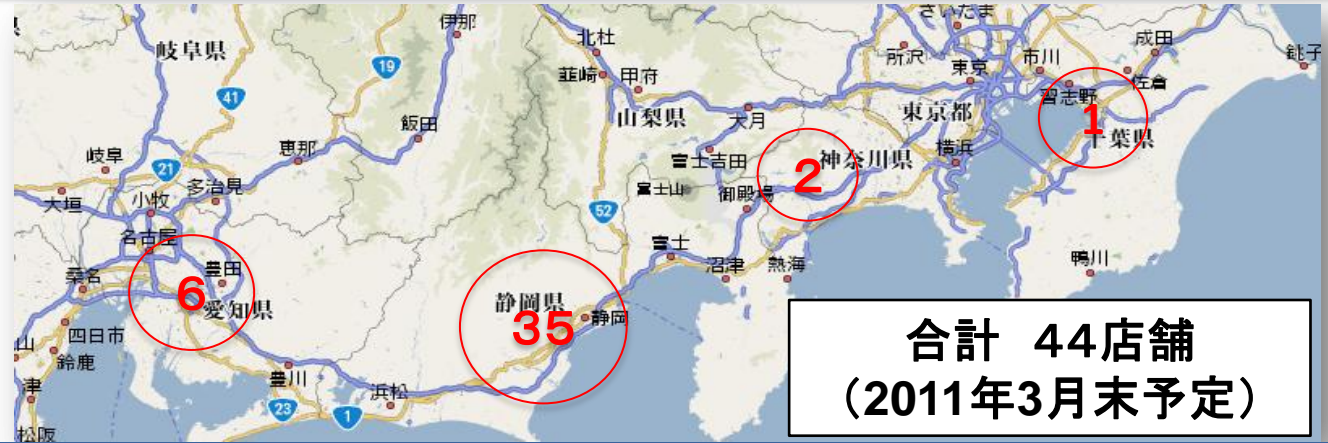 伊那
北杜
さいたま
成田
銚子
岐阜県
所沢
東京
市川
19
韮崎
甲府
佐倉
習志野
41
山梨県
大月
東京都
1
千葉県
飯田
恵那
岐阜
21
富士吉田
2
神奈川県
横浜
多治見
富士山
御殿場
大垣
小牧
52
名古屋
富士
豊田
沼津
熱海
鴨川
桑名
6
愛知県
静岡県
35
静岡
四日市
山
鈴鹿
豊川
浜松
津
23
1
松阪
合計 44店舗
(2011年3月末予定)